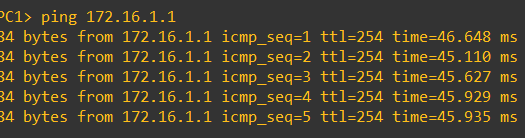 PC1> ping 172.16.1.1
84 bytes from 172.16.1.1 icmp_seq=1 ttl=254 time=46.648 ms
84 bytes from 172.16.1.1 icmp_seq=2 ttl=254 time=45.110 ms
84 bytes from 172.16.1.1 icmp_seq=3 ttl=254 time=45.627 ms
84 bytes from 172.16.1.1 icmp_seq=4 ttl=254 time=45.929 ms
84 bytes from 172.16.1.1 icmp_seq=5 ttl=254 time=45.935 ms